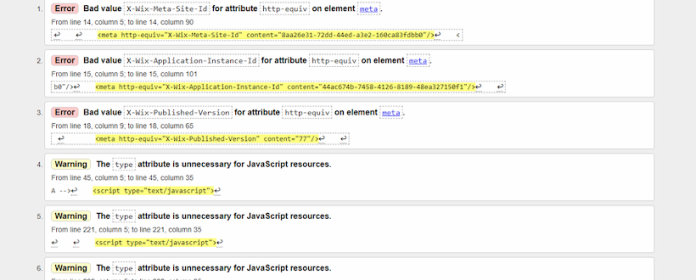 1. Error Bad value X-Wix-Meta-Site-Id for attribute http-equiv on element meta.
From line 14, column 5; to line 14, column 90
↩ ↩ <meta http-equiv="X-Wix-Meta-Site-Id" content="8aa26e31-72dd-44ed-a3e2-160ca83fdbb0"/>↩ <
2. Error Bad value X-Wix-Application-Instance-Id for attribute http-equiv on element meta.
From line 15, column 5; to line 15, column 101
b0"/>↩ <meta http-equiv="X-Wix-Application-Instance-Id" content="44ac674b-7458-4126-8189-48ea327150f1"/>↩ ↩
3. Error Bad value X-Wix-Published-Version for attribute http-equiv on element meta.
From line 18, column 9; to line 18, column 65
↩ <meta http-equiv="X-Wix-Published-Version" content="77"/>↩ ↩
4. Warning The type attribute is unnecessary for JavaScript resources.
From line 45, column 5; to line 45, column 35
A -->↩ <script type="text/javascript">↩
5. Warning The type attribute is unnecessary for JavaScript resources.
From line 221, column 5; to line 221, column 35
↩ ↩ <script type="text/javascript">↩
6. Warning The type attribute is unnecessary for JavaScript resources.